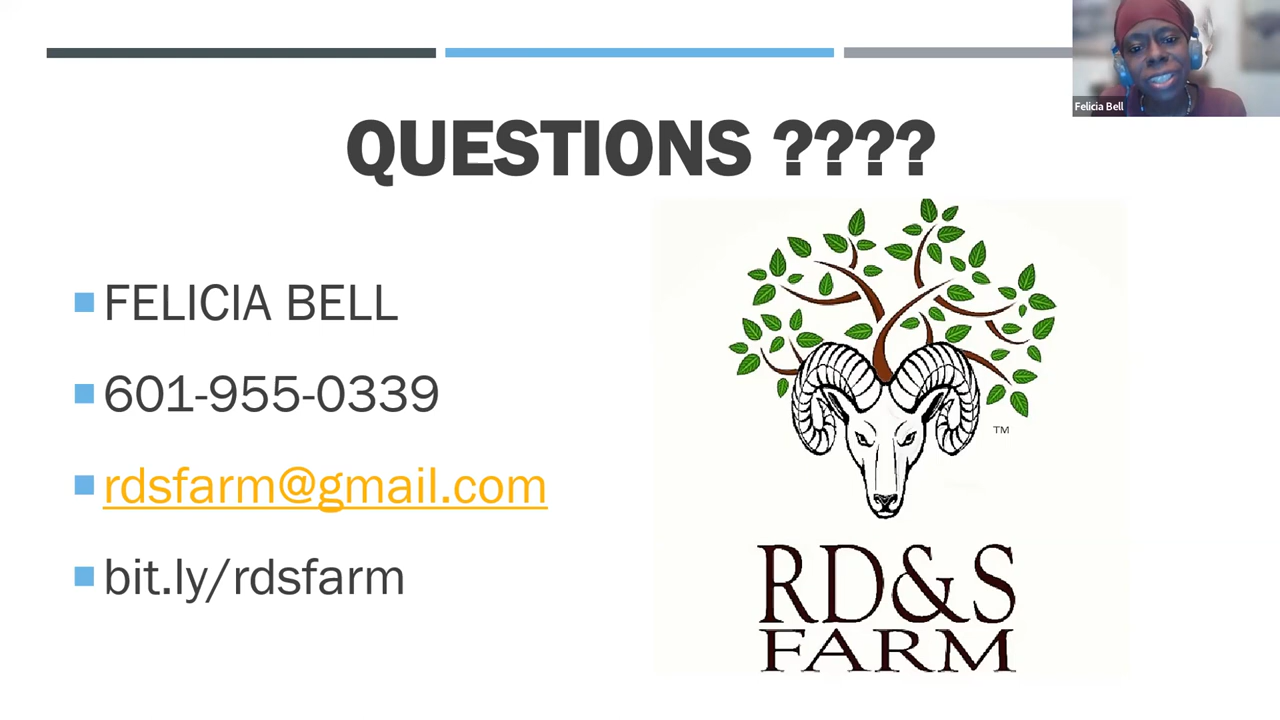 Felicia Bell
QUESTIONS ????
FELICIA BELL
601-955-0339
rdsfarm@gmail.com
bit.ly/rdsfarm
TM
RD&S
FARM